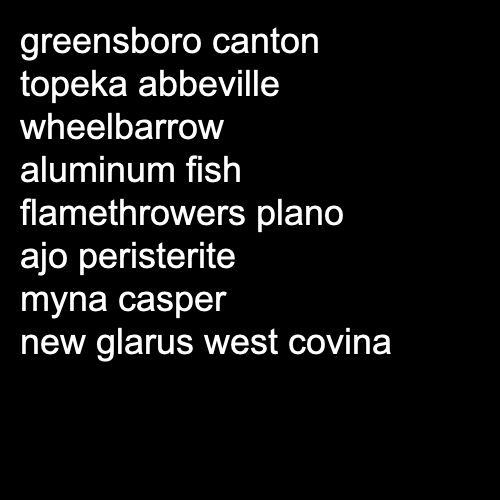 greensboro canton
topeka abbeville
wheelbarrow
aluminum fish
flamethrowers plano
ajo peristerite
myna casper
new glarus west covina